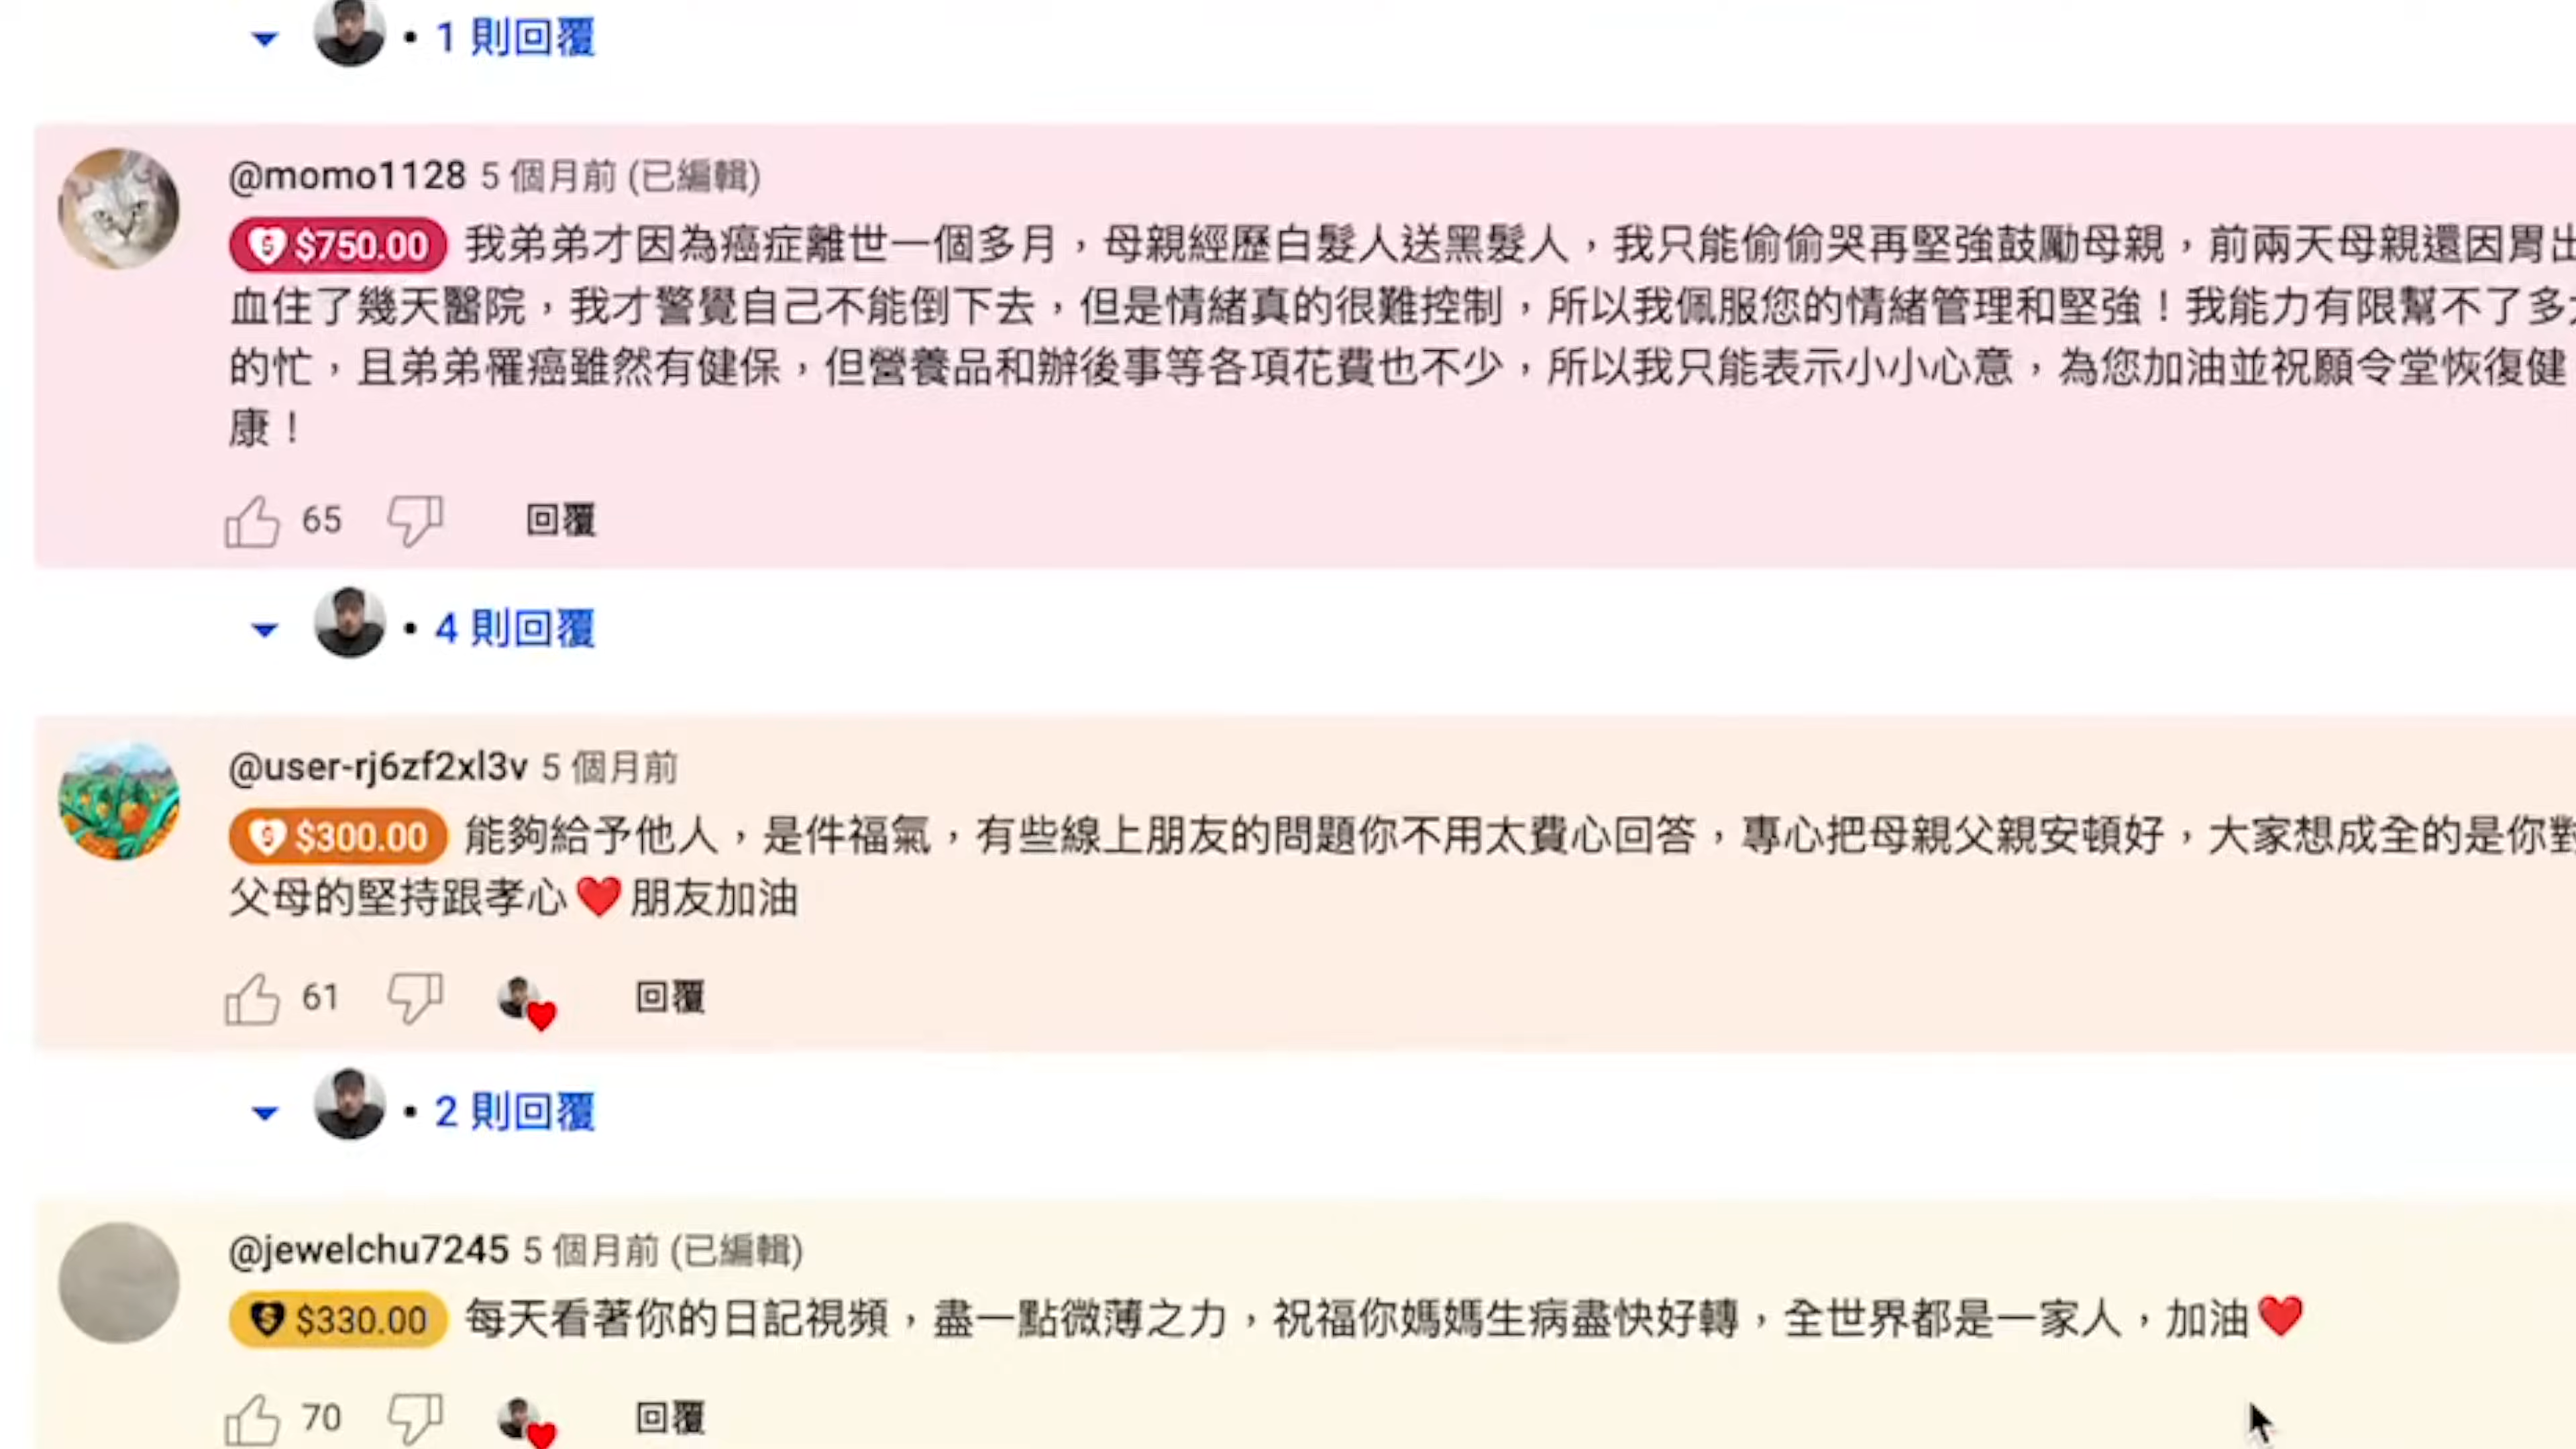 1 則回覆
@momo1128 5 個月前 (已編輯)
$750.00 我弟弟才因為癌症離世一個多月，母親經歷白髮人送黑髮人，我只能偷偷哭再堅強鼓勵母親，前兩天母親還因胃出
血住了幾天醫院，我才警覺自己不能倒下去，但是情緒真的很難控制，所以我佩服您的情緒管理和堅強！我能力有限幫不了多
的忙，且弟弟罹癌雖然有健保，但營養品和辦後事等各項花費也不少，所以我只能表示小小心意，為您加油並祝願令堂恢復健
康！
65 回覆
4 則回覆
@user-rj6zf2xl3v 5 個月前
$300.00 能夠給予他人，是件福氣，有些線上朋友的問題你不用太費心回答，專心把母親父親安頓好，大家想成全的是你對
父母的堅持跟孝心❤️朋友加油
61 回覆
2 則回覆
@jewelchu7245 5 個月前 (已編輯)
$330.00 每天看著你的日記視頻，盡一點微薄之力，祝福你媽媽生病盡快好轉，全世界都是一家人，加油❤️
70 回覆